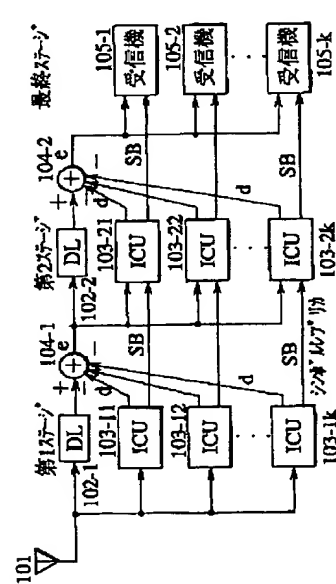 101
第1ステージ
DL
102-1
+
−
104-1
e
d
103-11
ICU
103-12
ICU
103-1k
ICU
d
SB
SB
シンボルレプリカ
第2ステージ
DL
102-2
+
−
104-2
e
d
103-21
ICU
103-22
ICU
103-2k
ICU
d
SB
SB
SB
最終ステージ
105-1
受信機
105-2
受信機
105-k
受信機